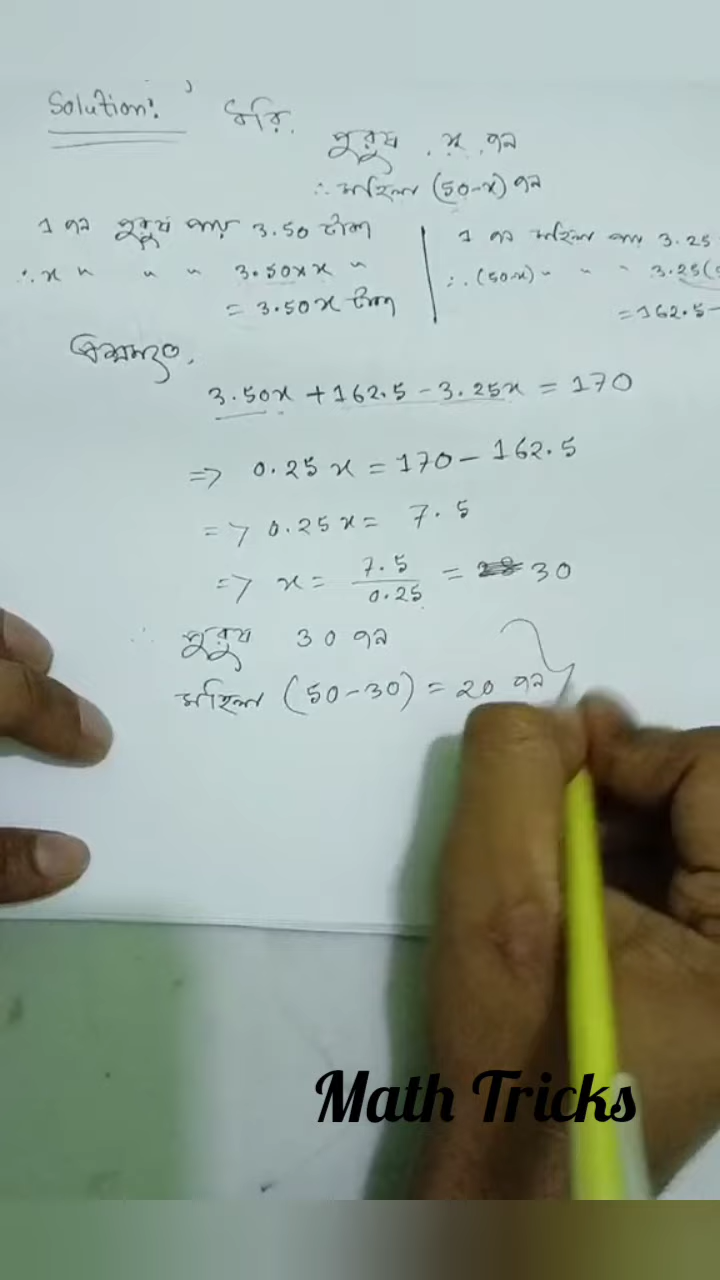 Solution:
ধরি,
পুরুষ x জন
∴ মহিলা (50-x) জন
1 জন পুরুষ পায় 3.50 টাকা
∴ x " " " 3.50×x "
= 3.50x টাকা
1 জন মহিলা পায় 3.25
∴ (50-x) " " " 3.25(5
= 162.5 -
প্রশ্নমতে,
3.50x + 162.5 - 3.25x = 170
=> 0.25x = 170 - 162.5
=> 0.25x = 7.5
=> x = 7.5/0.25 = 30
∴ পুরুষ 30 জন
মহিলা (50-30) = 20 জন
Math Tricks